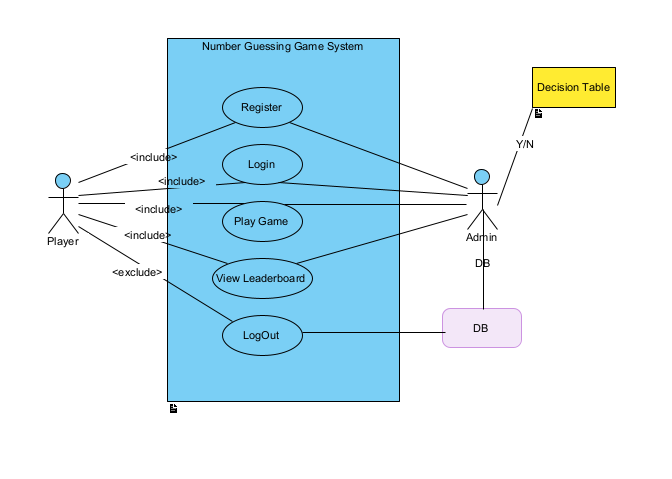 Number Guessing Game System
Decision Table
Register
Y/N
<include>
Login
<include>
<include>
Play Game
Player
<include>
Admin
DB
<exclude>
View Leaderboard
LogOut
DB